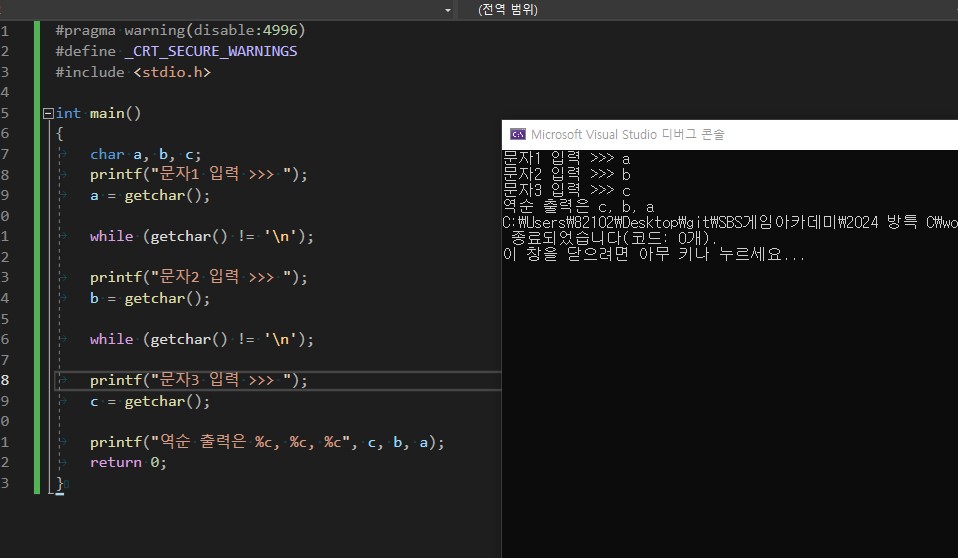 (전역 범위)
1 #pragma warning(disable:4996)
2 #define _CRT_SECURE_WARNINGS
3 #include <stdio.h>
4
5 int main()
6 {
7 char a, b, c;
8 printf("문자1 입력 >>> ");
9 a = getchar();
0
1 while (getchar() != '\n');
2
3 printf("문자2 입력 >>> ");
4 b = getchar();
5
6 while (getchar() != '\n');
7
8 printf("문자3 입력 >>> ");
9 c = getchar();
0
1 printf("역순 출력은 %c, %c, %c", c, b, a);
2 return 0;
3 }
Microsoft Visual Studio 디버그 콘솔
문자1 입력 >>> a
문자2 입력 >>> b
문자3 입력 >>> c
역순 출력은 c, b, a
C:₩Users₩82102₩Desktop₩git₩SBS게임아카데미₩2024 방특 C₩wo
종료되었습니다(코드: 0개).
이 창을 닫으려면 아무 키나 누르세요...